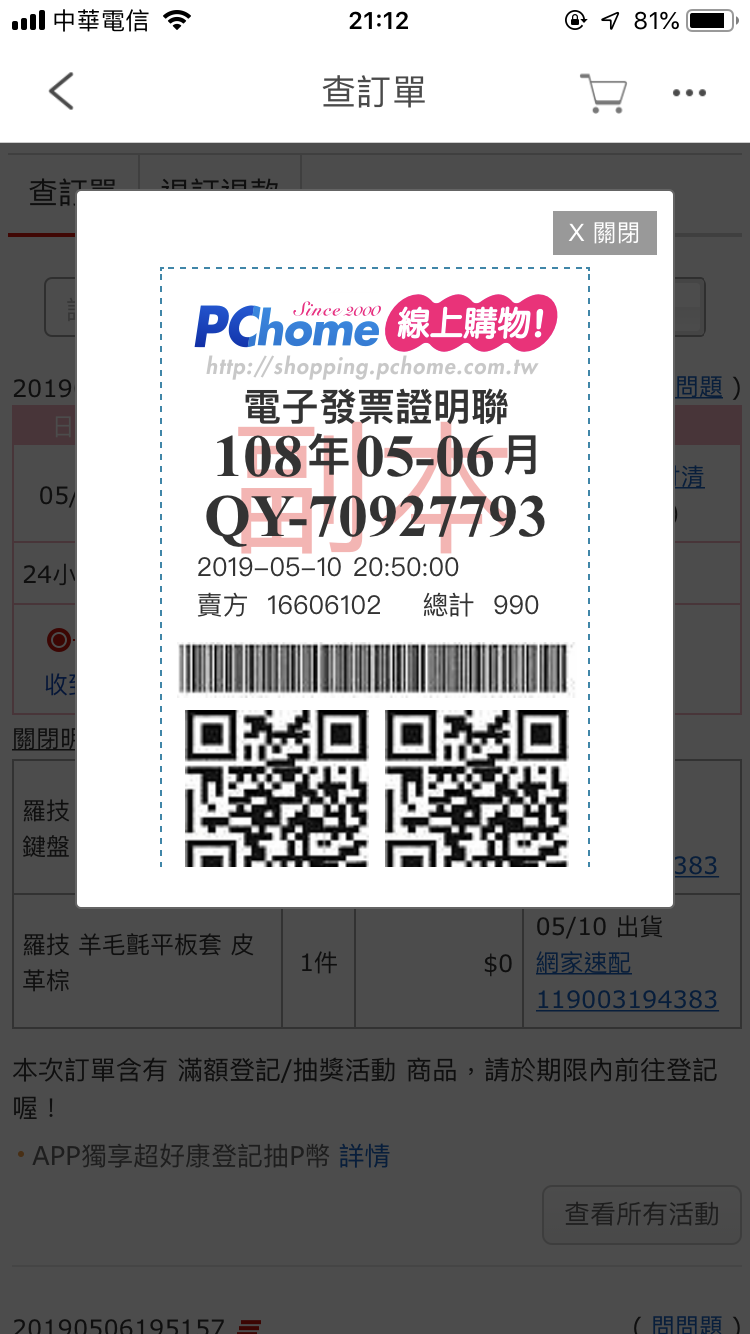 中華電信 21:12 81%
查訂單
查訂單 退訂退款
X 關閉
Since 2000
PChome 線上購物!
http://shopping.pchome.com.tw
2019 問題 )
電子發票證明聯
日
108年05-06月
副本
05/ 清
QY-70927793
)
2019-05-10 20:50:00
24小
賣方 16606102 總計 990
收到
關閉明
羅技
鍵盤 383
羅技 羊毛氈平板套 皮
革棕
1件
$0
05/10 出貨
網家速配
119003194383
本次訂單含有 滿額登記/抽獎活動 商品，請於期限內前往登記
喔！
•APP獨享超好康登記抽P幣 詳情
查看所有活動
20190506195157 ( 問問題 )